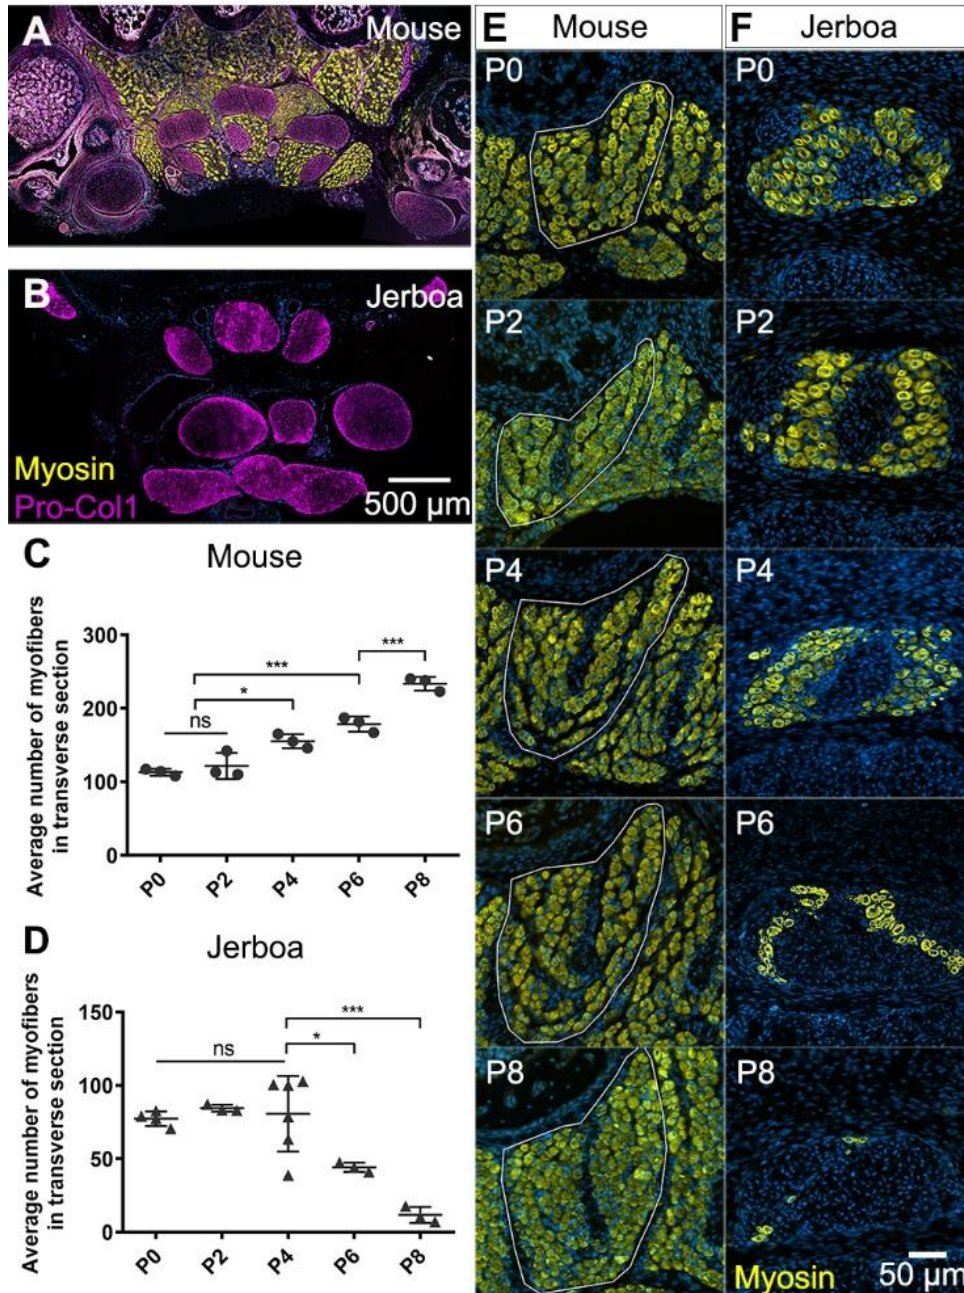 A
Mouse
B
Jerboa
Myosin
Pro-Col1
500 µm
C
Mouse
Average number of myofibers
in transverse section
300
200
100
0
ns
*
***
***
P0
P2
P4
P6
P8
D
Jerboa
Average number of myofibers
in transverse section
150
100
50
0
ns
*
***
P0
P2
P4
P6
P8
E
Mouse
P0
P2
P4
P6
P8
F
Jerboa
P0
P2
P4
P6
P8
Myosin
50 µm